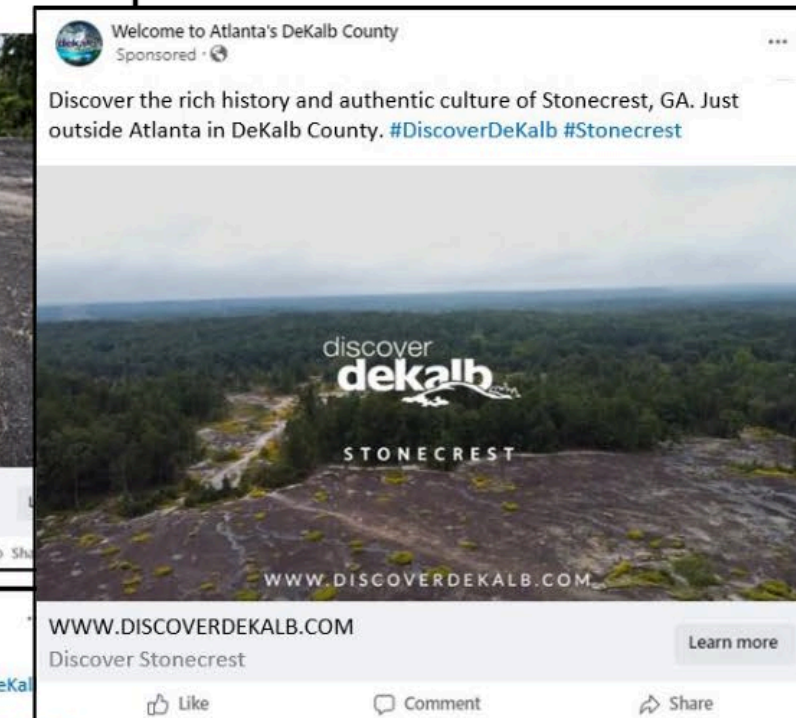 Welcome to Atlanta's DeKalb County
Sponsored ·
Discover the rich history and authentic culture of Stonecrest, GA. Just
outside Atlanta in DeKalb County. #DiscoverDeKalb #Stonecrest
discover
dekalb
STONECREST
WWW.DISCOVERDEKALB.COM
WWW.DISCOVERDEKALB.COM
Discover Stonecrest
Learn more
Like Comment Share